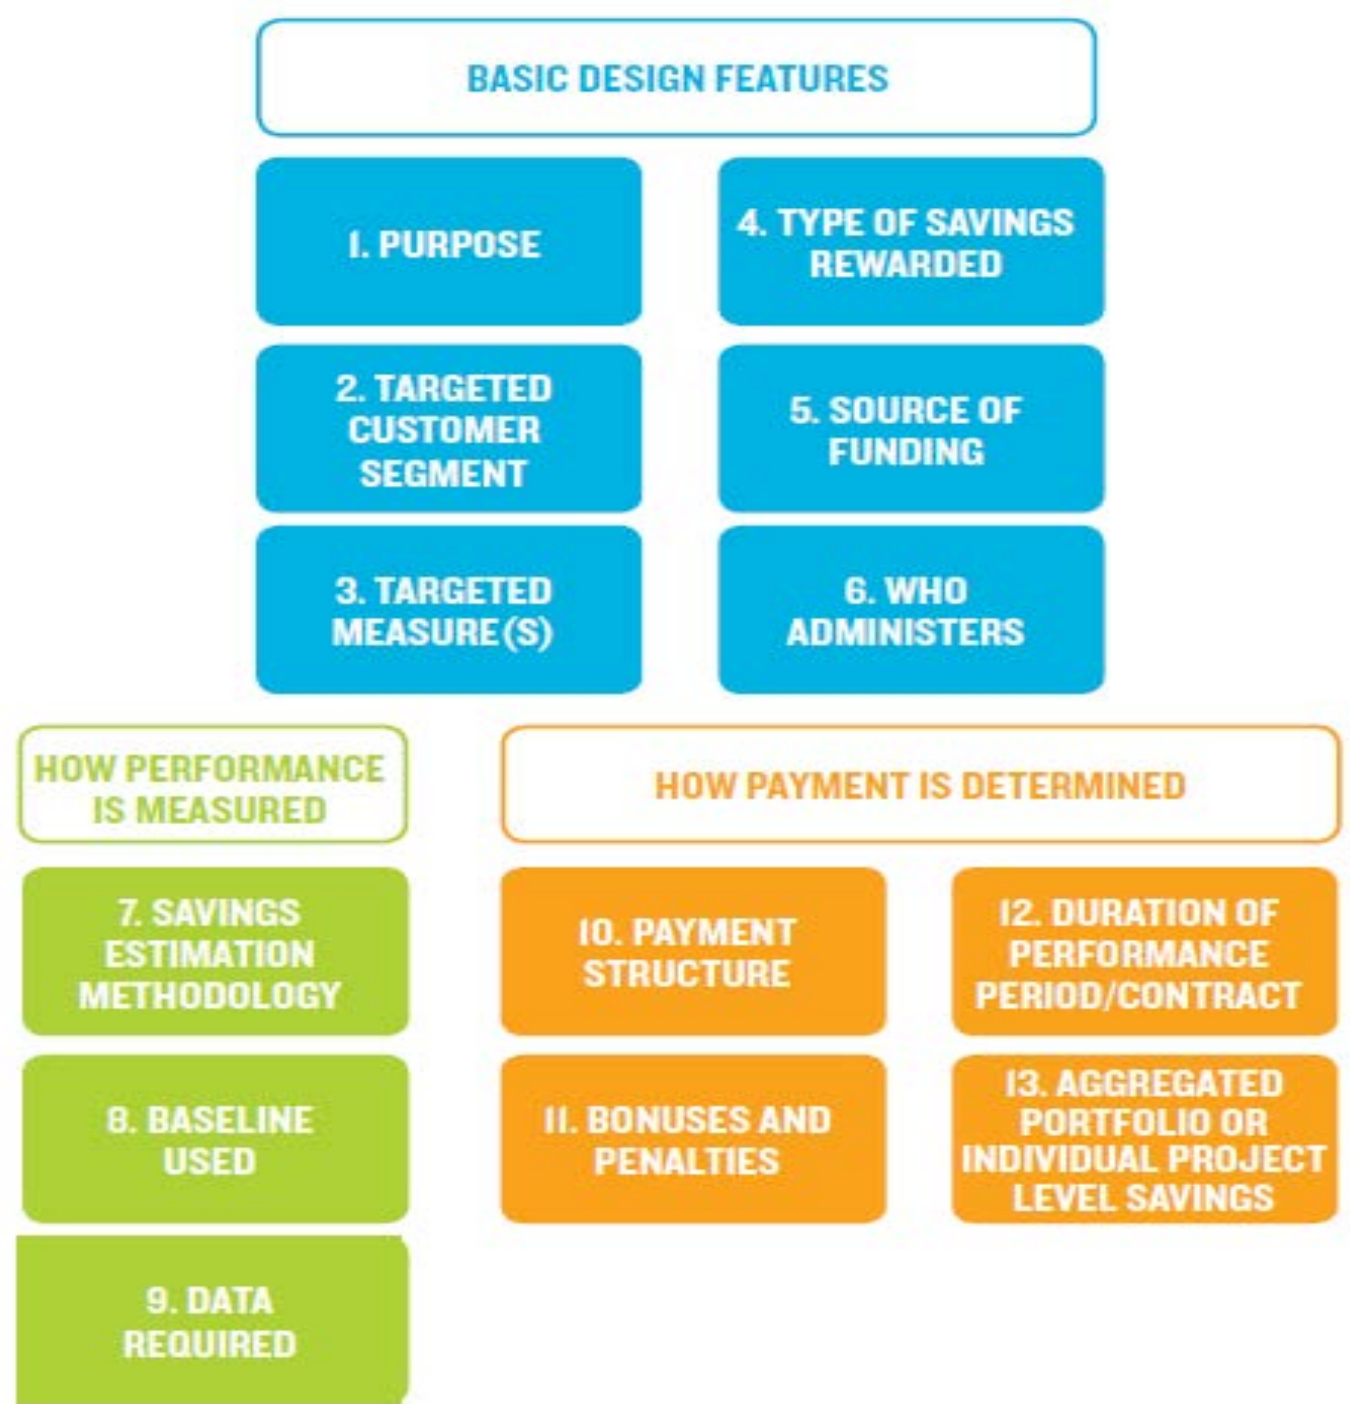 BASIC DESIGN FEATURES
1. PURPOSE
2. TARGETED
CUSTOMER
SEGMENT
3. TARGETED
MEASURE(S)
4. TYPE OF SAVINGS
REWARDED
5. SOURCE OF
FUNDING
6. WHO
ADMINISTERS
HOW PERFORMANCE
IS MEASURED
7. SAVINGS
ESTIMATION
METHODOLOGY
8. BASELINE
USED
9. DATA
REQUIRED
HOW PAYMENT IS DETERMINED
10. PAYMENT
STRUCTURE
11. BONUSES AND
PENALTIES
12. DURATION OF
PERFORMANCE
PERIOD/CONTRACT
13. AGGREGATED
PORTFOLIO OR
INDIVIDUAL PROJECT
LEVEL SAVINGS